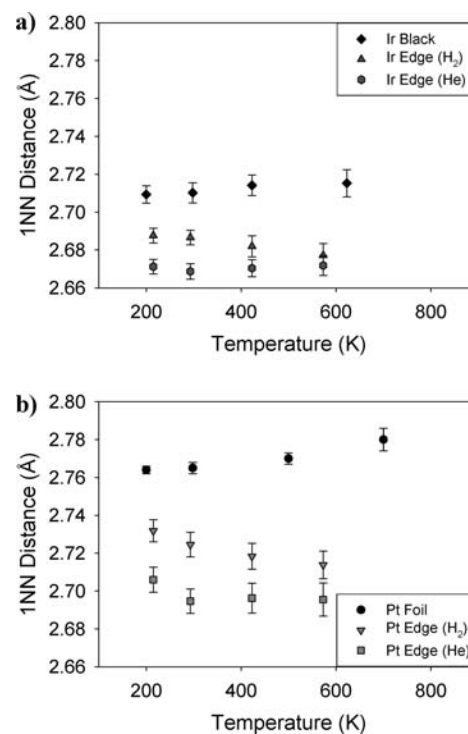 a)
2.80
Ir Black
Ir Edge (H₂)
Ir Edge (He)
2.78
2.76
2.74
2.72
2.70
2.68
2.66
1NN Distance (Å)
200 400 600 800
Temperature (K)
b)
2.80
2.78
2.76
2.74
2.72
2.70
2.68
2.66
1NN Distance (Å)
Pt Foil
Pt Edge (H₂)
Pt Edge (He)
200 400 600 800
Temperature (K)